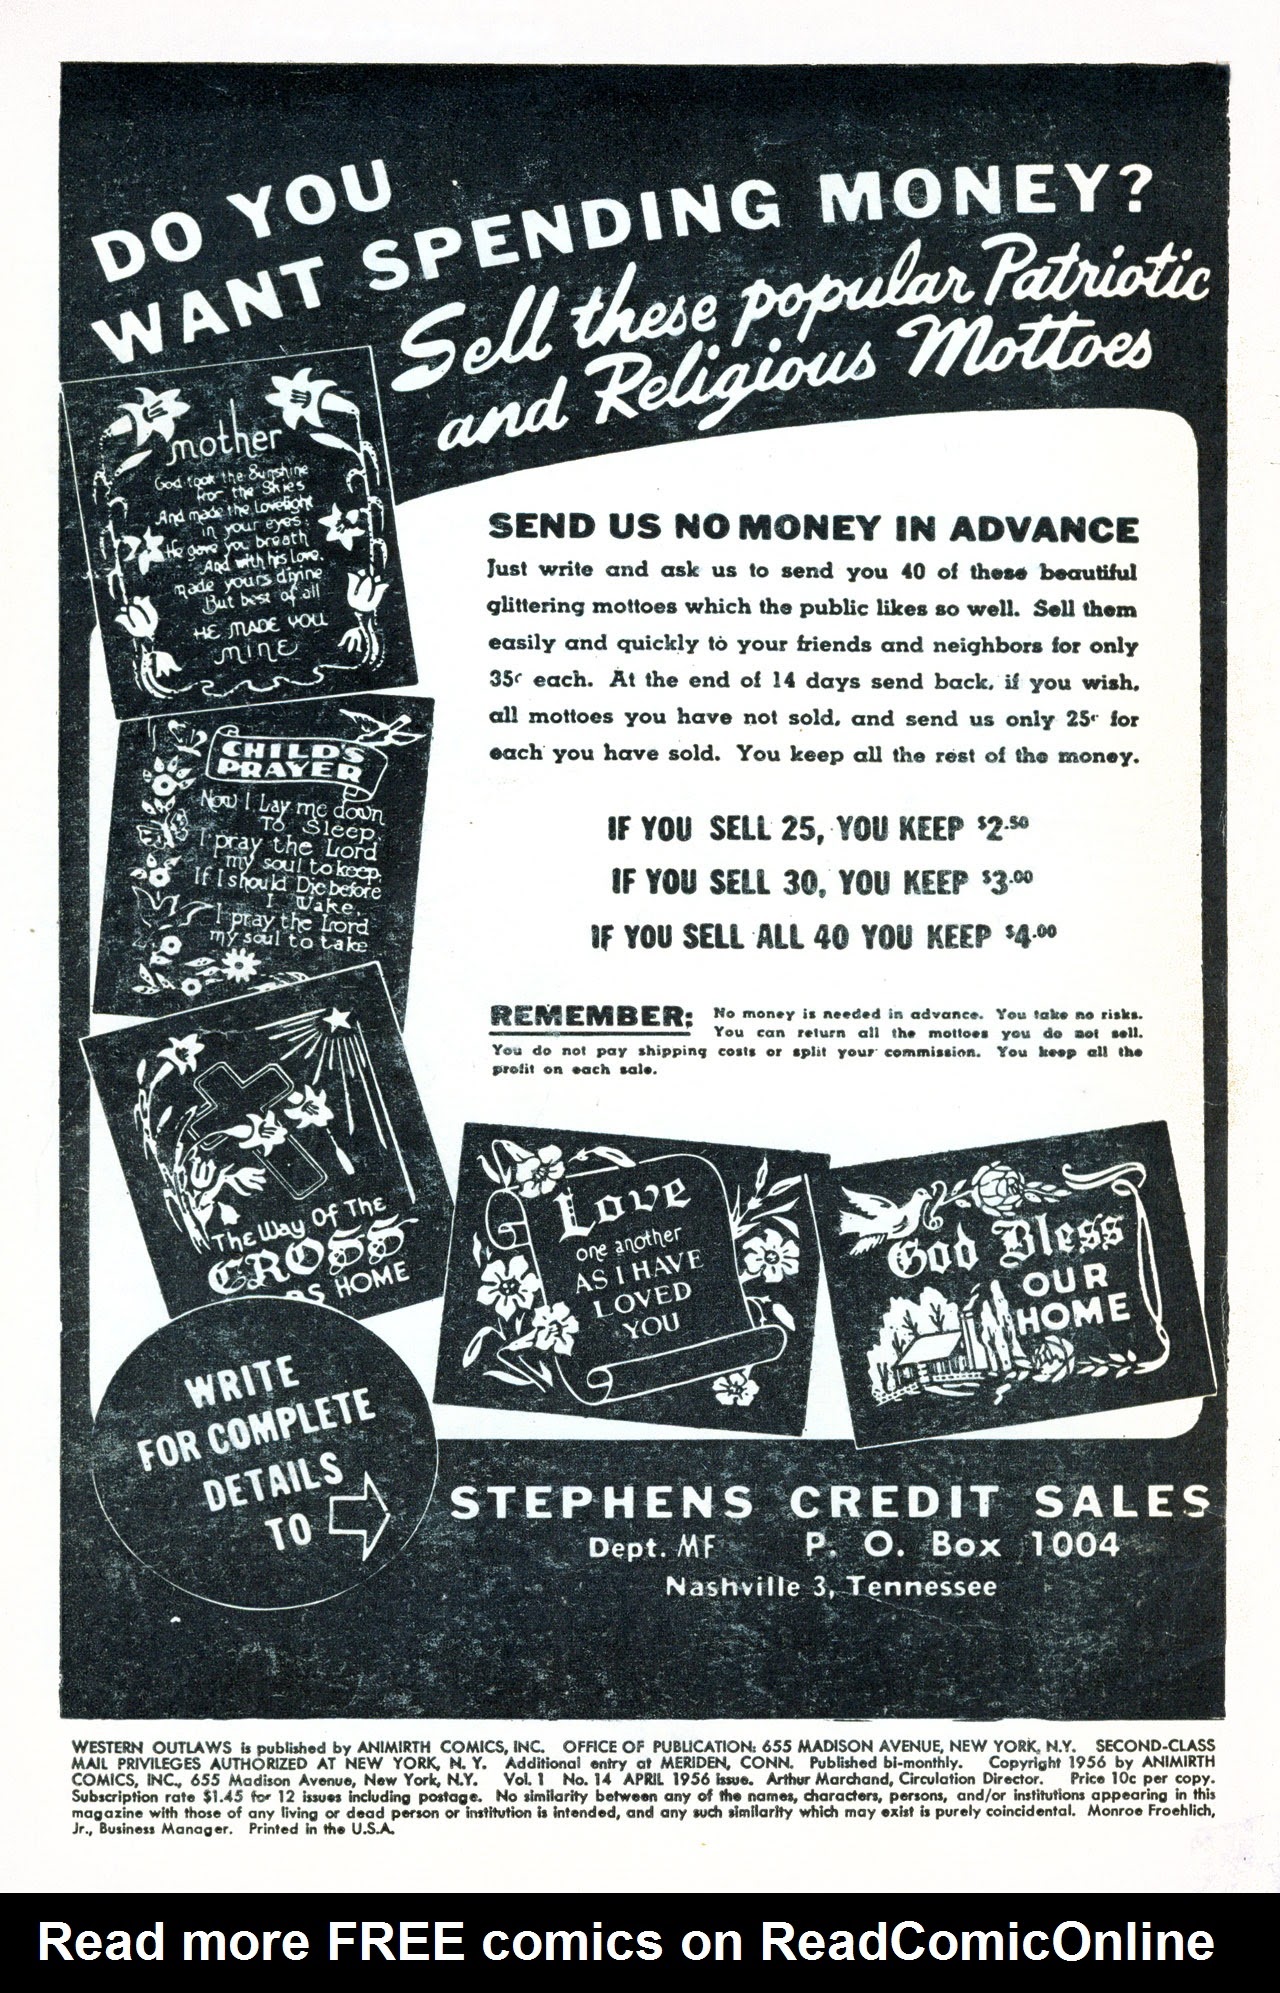 DO YOU
WANT SPENDING MONEY?
Sell these popular Patriotic
and Religious Mottoes
mother
God took the Sunshine
for the Skies
And made the Lovelight
in your eyes,
He gave you breath
And with his Love,
made yours divine
But best of all
HE MADE YOU
MINE
SEND US NO MONEY IN ADVANCE
Just write and ask us to send you 40 of these beautiful
glittering mottoes which the public likes so well. Sell them
easily and quickly to your friends and neighbors for only
35c each. At the end of 14 days send back, if you wish,
all mottoes you have not sold, and send us only 25c for
each you have sold. You keep all the rest of the money.
CHILD'S
PRAYER
Now I Lay me down
To Sleep,
I pray the Lord
my soul to keep,
If I should Die before
I Wake,
I pray the Lord
my soul to take
IF YOU SELL 25, YOU KEEP $2.50
IF YOU SELL 30, YOU KEEP $3.00
IF YOU SELL ALL 40 YOU KEEP $4.00
REMEMBER: No money is needed in advance. You take no risks.
You can return all the mottoes you do not sell.
You do not pay shipping costs or split your commission. You keep all the
profit on each sale.
The Way Of The
CROSS
HOME
Love
one another
AS I HAVE
LOVED
YOU
God Bless
OUR
HOME
WRITE
FOR COMPLETE
DETAILS
TO
STEPHENS CREDIT SALES
Dept. MF P. O. Box 1004
Nashville 3, Tennessee
WESTERN OUTLAWS is published by ANIMIRTH COMICS, INC. OFFICE OF PUBLICATION: 655 MADISON AVENUE, NEW YORK, N.Y. SECOND-CLASS
MAIL PRIVILEGES AUTHORIZED AT NEW YORK, N. Y. Additional entry at MERIDEN, CONN. Published bi-monthly. Copyright 1956 by ANIMIRTH
COMICS, INC., 655 Madison Avenue, New York, N.Y. Vol. 1 No. 14 APRIL 1956 issue. Arthur Marchand, Circulation Director. Price 10c per copy.
Subscription rate $1.45 for 12 issues including postage. No similarity between any of the names, characters, persons, and/or institutions appearing in this
magazine with those of any living or dead person or institution is intended, and any such similarity which may exist is purely coincidental. Monroe Froehlich,
Jr., Business Manager. Printed in the U.S.A.
Read more FREE comics on ReadComicOnline